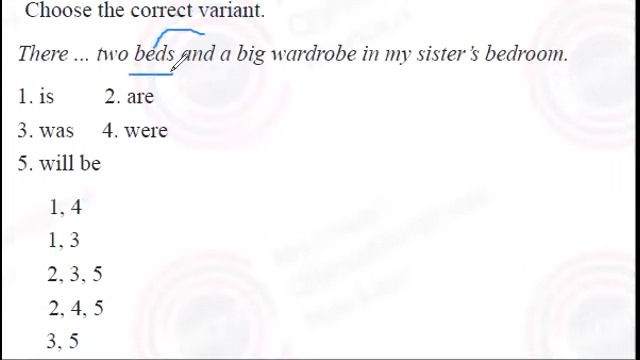 Choose the correct variant.
There ... two beds and a big wardrobe in my sister's bedroom.
1. is 2. are
3. was 4. were
5. will be
1, 4
1, 3
2, 3, 5
2, 4, 5
3, 5